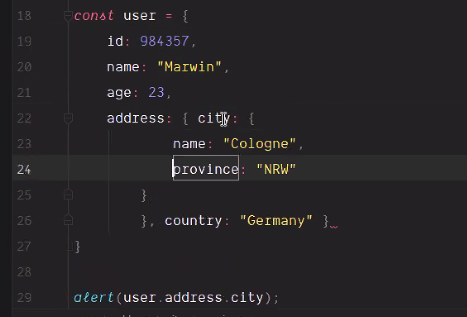 18 const user = {
19 id: 984357,
20 name: "Marwin",
21 age: 23,
22 address: { city: {
23 name: "Cologne",
24 province: "NRW"
25 }
26 }, country: "Germany" }
27 }
28
29 alert(user.address.city);